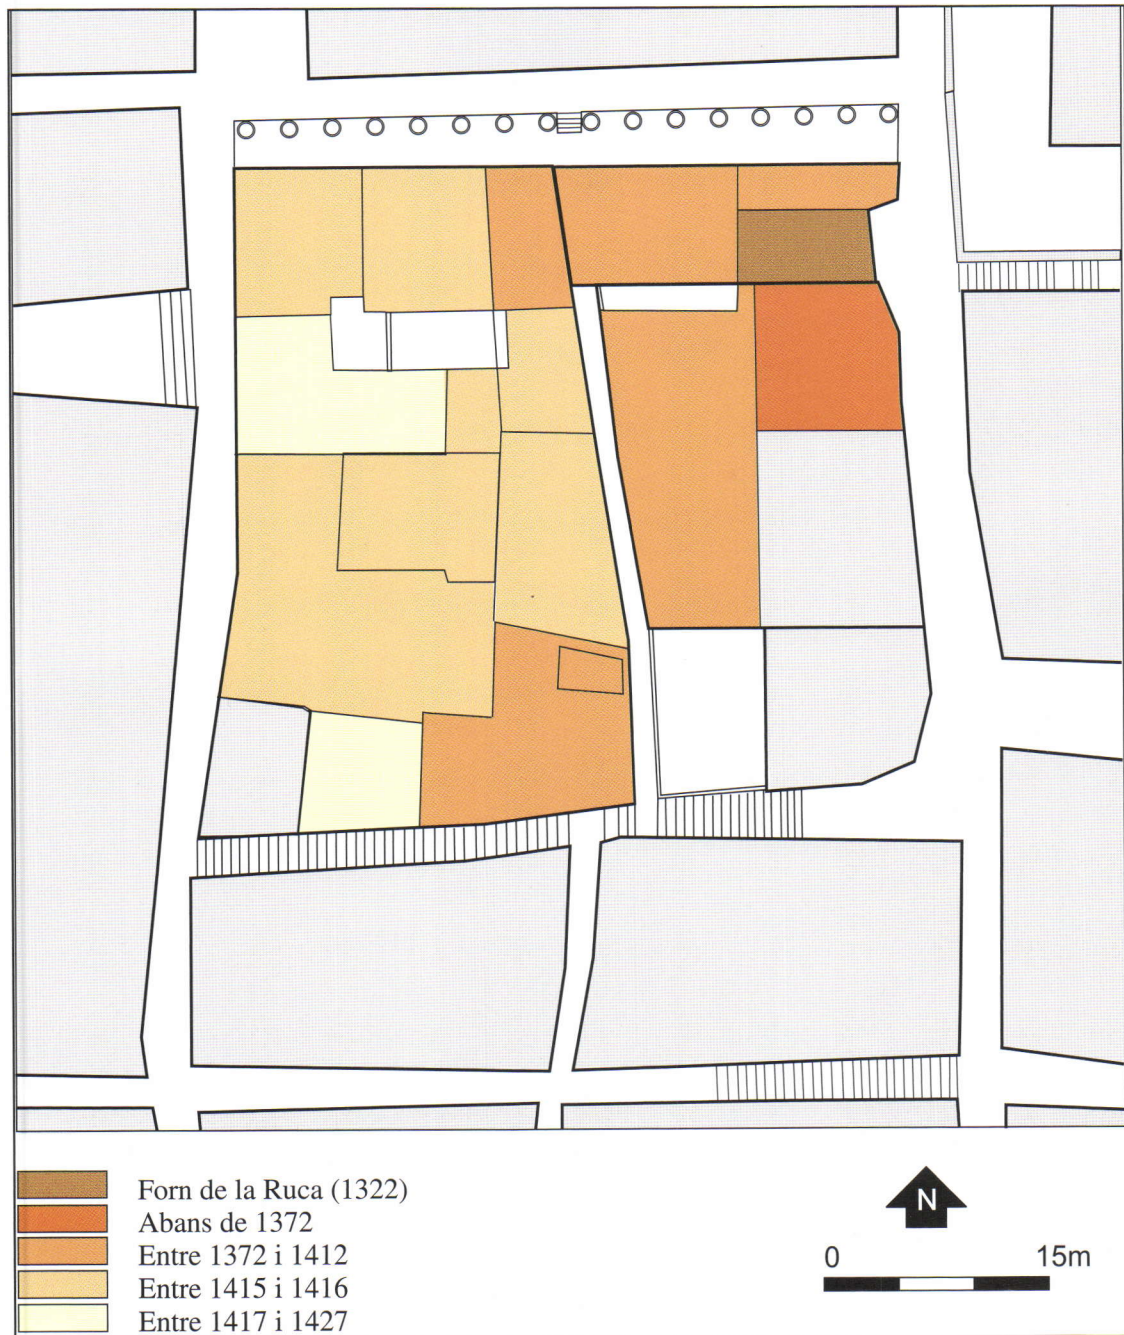 Forn de la Ruca (1322)
Abans de 1372
Entre 1372 i 1412
Entre 1415 i 1416
Entre 1417 i 1427
N
0 15m